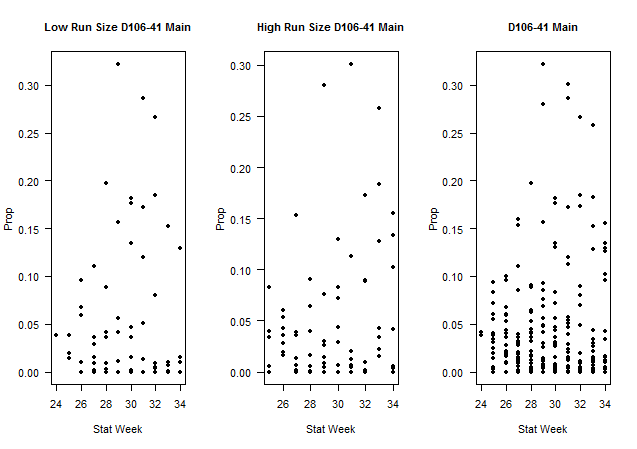 Low Run Size D106-41 Main
0.30
0.25
0.20
0.15
0.10
0.05
0.00
Prop
24 26 28 30 32 34
Stat Week
High Run Size D106-41 Main
0.30
0.25
0.20
0.15
0.10
0.05
0.00
Prop
26 28 30 32 34
Stat Week
D106-41 Main
0.30
0.25
0.20
0.15
0.10
0.05
0.00
Prop
24 26 28 30 32 34
Stat Week